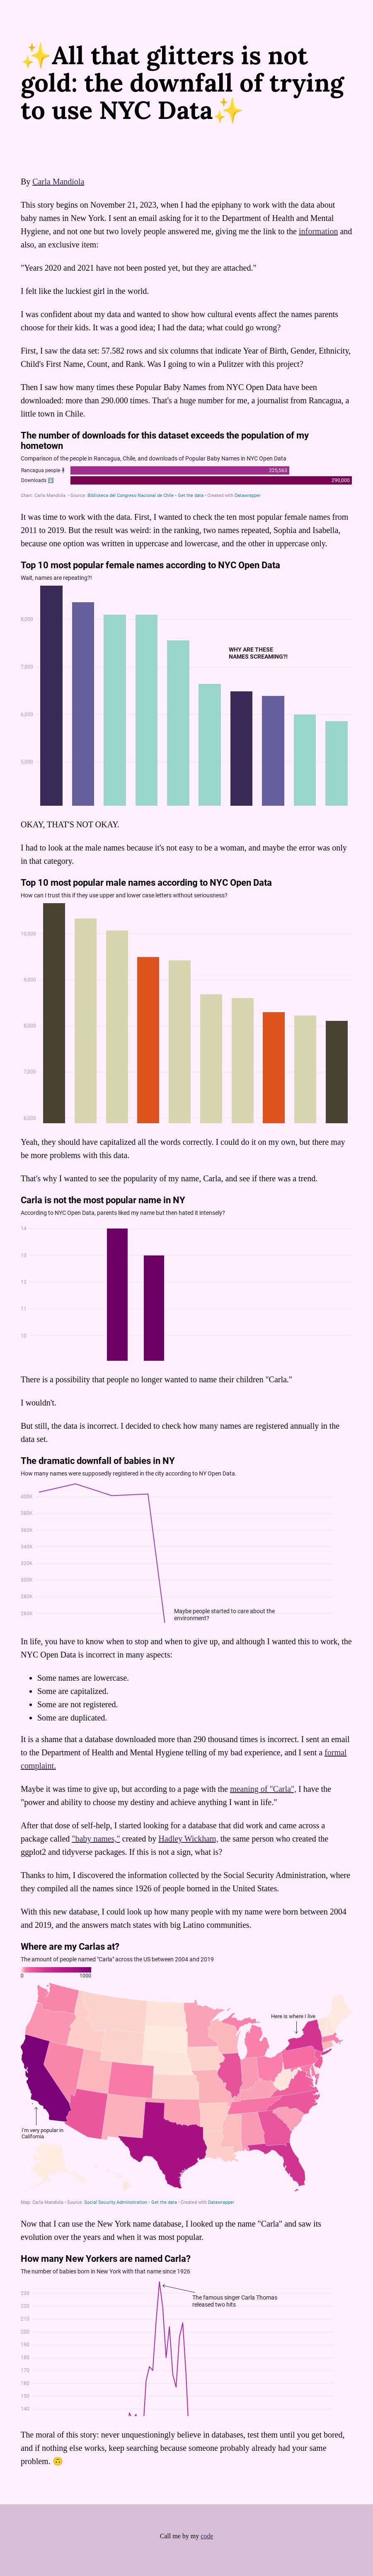 ✨All that glitters is not
gold: the downfall of trying
to use NYC Data✨
By Carla Mandiola
This story begins on November 21, 2023, when I had the epiphany to work with the data about
baby names in New York. I sent an email asking for it to the Department of Health and Mental
Hygiene, and not one but two lovely people answered me, giving me the link to the information and
also, an exclusive item:
"Years 2020 and 2021 have not been posted yet, but they are attached."
I felt like the luckiest girl in the world.
I was confident about my data and wanted to show how cultural events affect the names parents
choose for their kids. It was a good idea; I had the data; what could go wrong?
First, I saw the data set: 57.582 rows and six columns that indicate Year of Birth, Gender, Ethnicity,
Child's First Name, Count, and Rank. Was I going to win a Pulitzer with this project?
Then I saw how many times these Popular Baby Names from NYC Open Data have been
downloaded: more than 290.000 times. That's a huge number for me, a journalist from Rancagua, a
little town in Chile.
The number of downloads for this dataset exceeds the population of my
hometown
Comparison of the people in Rancagua, Chile, and downloads of Popular Baby Names in NYC Open Data
Rancagua people 225,563
Downloads 290,000
Chart: Carla Mandiola • Source: Biblioteca del Congreso Nacional de Chile • Get the data • Created with Datawrapper
It was time to work with the data. First, I wanted to check the ten most popular female names from
2011 to 2019. But the result was weird: in the ranking, two names repeated, Sophia and Isabella,
because one option was written in uppercase and lowercase, and the other in uppercase only.
Top 10 most popular female names according to NYC Open Data
Wait, names are repeating?!
8,000
WHY ARE THESE
NAMES SCREAMING?!
7,000
6,000
5,000
OKAY, THAT'S NOT OKAY.
I had to look at the male names because it's not easy to be a woman, and maybe the error was only
in that category.
Top 10 most popular male names according to NYC Open Data
How can I trust this if they use upper and lower case letters without seriousness?
10,000
9,000
8,000
7,000
6,000
Yeah, they should have capitalized all the words correctly. I could do it on my own, but there may
be more problems with this data.
That's why I wanted to see the popularity of my name, Carla, and see if there was a trend.
Carla is not the most popular name in NY
According to NYC Open Data, parents liked my name but then hated it intensely?
14
13
12
11
10
There is a possibility that people no longer wanted to name their children "Carla."
I wouldn't.
But still, the data is incorrect. I decided to check how many names are registered annually in the
data set.
The dramatic downfall of babies in NY
How many names were supposedly registered in the city according to NY Open Data.
400K
380K
360K
340K
320K
300K
280K
260K
Maybe people started to care about the
environment?
In life, you have to know when to stop and when to give up, and although I wanted this to work, the
NYC Open Data is incorrect in many aspects:
• Some names are lowercase.
• Some are capitalized.
• Some are not registered.
• Some are duplicated.
It is a shame that a database downloaded more than 290 thousand times is incorrect. I sent an email
to the Department of Health and Mental Hygiene telling of my bad experience, and I sent a formal
complaint.
Maybe it was time to give up, but according to a page with the meaning of "Carla", I have the
"power and ability to choose my destiny and achieve anything I want in life."
After that dose of self-help, I started looking for a database that did work and came across a
package called "baby names," created by Hadley Wickham, the same person who created the
ggplot2 and tidyverse packages. If this is not a sign, what is?
Thanks to him, I discovered the information collected by the Social Security Administration, where
they compiled all the names since 1926 of people borned in the United States.
With this new database, I could look up how many people with my name were born between 2004
and 2019, and the answers match states with big Latino communities.
Where are my Carlas at?
The amount of people named "Carla" across the US between 2004 and 2019
0 1000
Here is where I live
I'm very popular in
California
Map: Carla Mandiola • Source: Social Security Administration • Get the data • Created with Datawrapper
Now that I can use the New York name database, I looked up the name "Carla" and saw its
evolution over the years and when it was most popular.
How many New Yorkers are named Carla?
The number of babies born in New York with that name since 1926
230
220
210
200
190
180
170
160
150
140
The famous singer Carla Thomas
released two hits
The moral of this story: never unquestioningly believe in databases, test them until you get bored,
and if nothing else works, keep searching because someone probably already had your same
problem. 🙃
Call me by my code